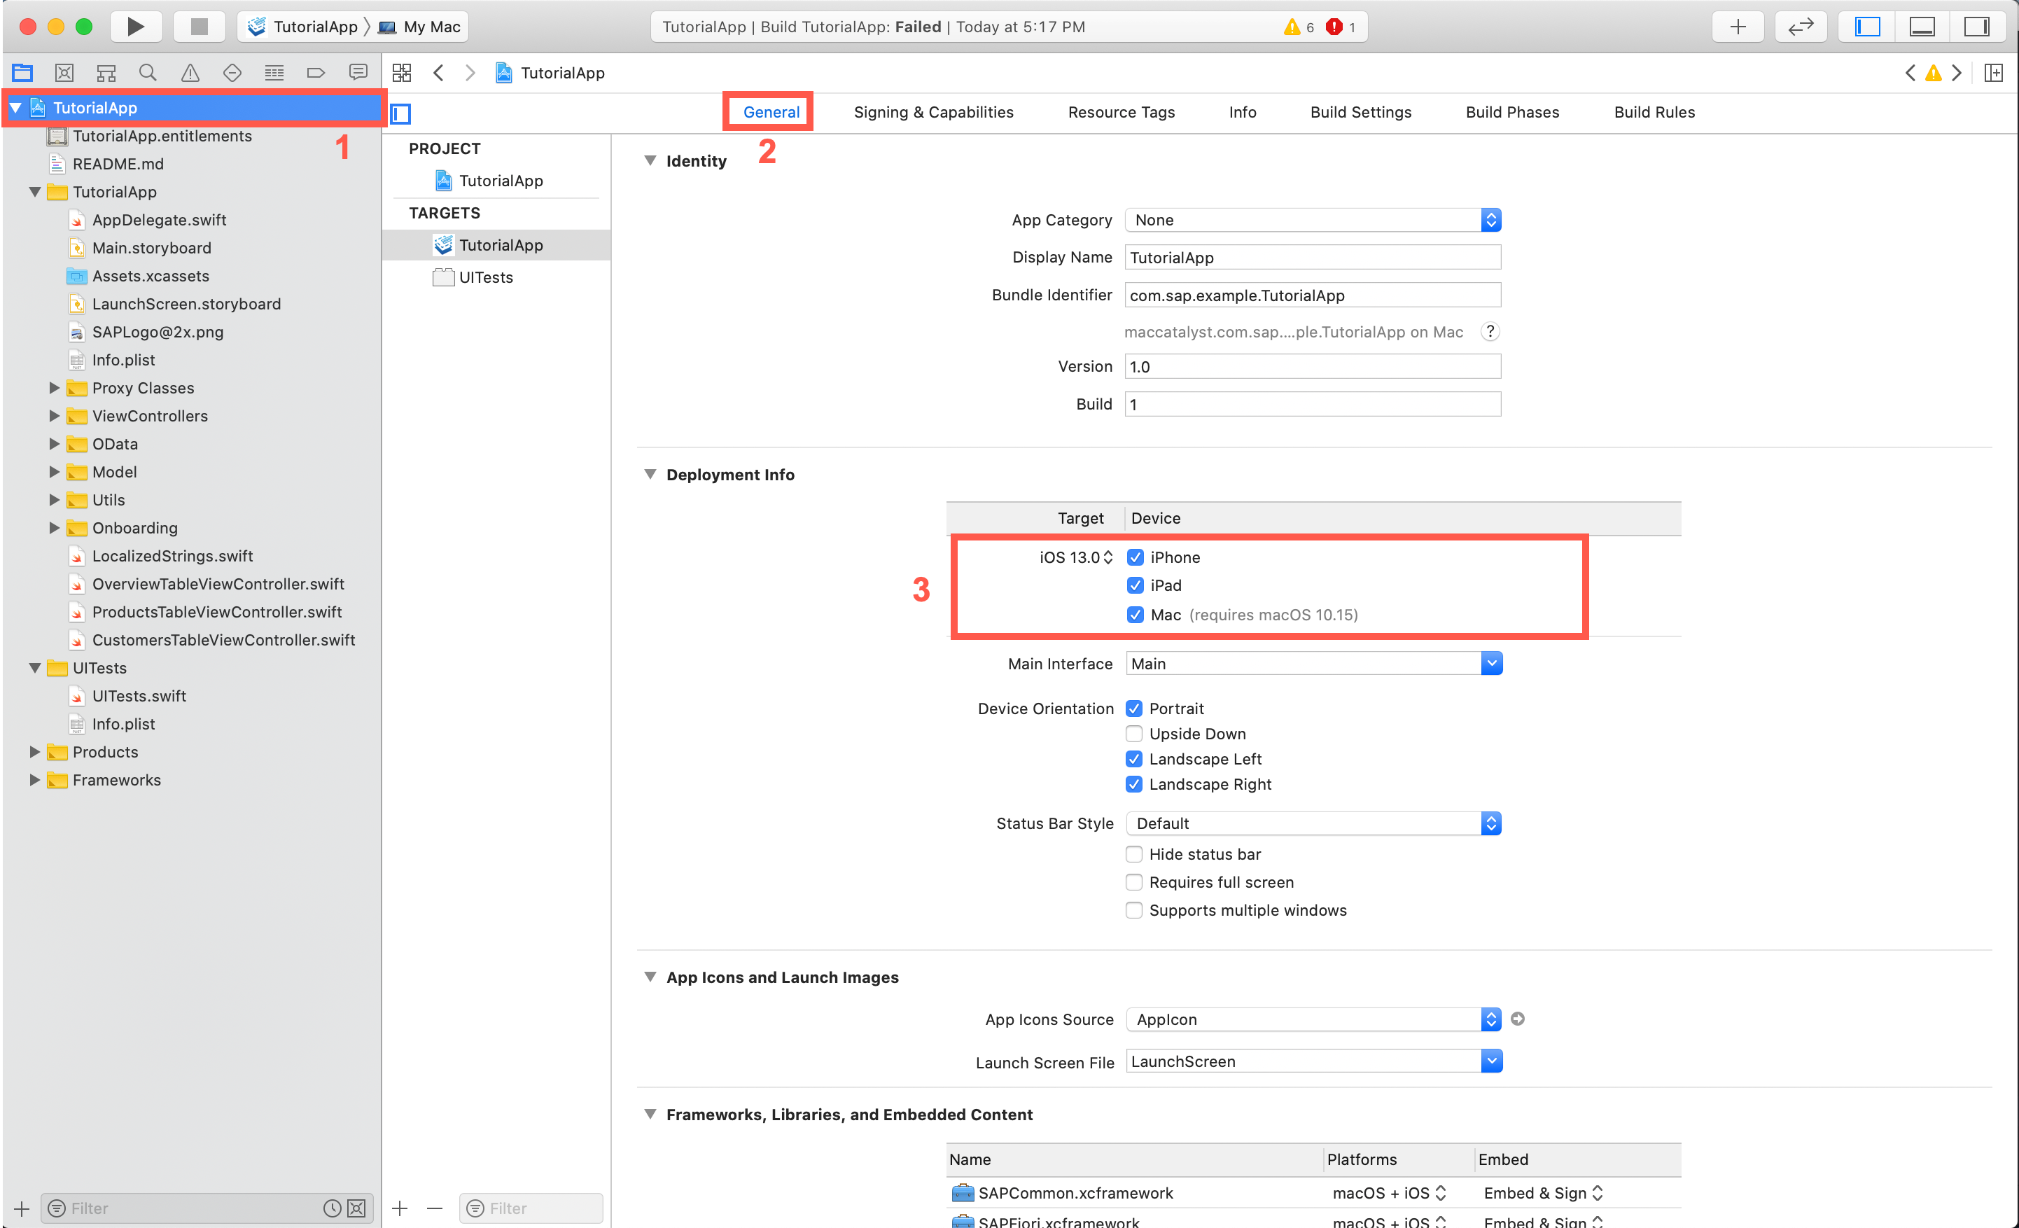 TutorialApp 〉 My Mac
TutorialApp | Build TutorialApp: Failed | Today at 5:17 PM
6
1
TutorialApp
TutorialApp
TutorialApp.entitlements
1
README.md
TutorialApp
AppDelegate.swift
Main.storyboard
Assets.xcassets
LaunchScreen.storyboard
SAPLogo@2x.png
Info.plist
Proxy Classes
ViewControllers
OData
Model
Utils
Onboarding
LocalizedStrings.swift
OverviewTableViewController.swift
ProductsTableViewController.swift
CustomersTableViewController.swift
UITests
UITests.swift
Info.plist
Products
Frameworks
Filter
General
Signing & Capabilities
Resource Tags
Info
Build Settings
Build Phases
Build Rules
2
PROJECT
TutorialApp
TARGETS
TutorialApp
UITests
Filter
Identity
App Category None
Display Name TutorialApp
Bundle Identifier com.sap.example.TutorialApp
maccatalyst.com.sap....ple.TutorialApp on Mac ?
Version 1.0
Build 1
Deployment Info
Target Device
iOS 13.0 iPhone
3
iPad
Mac (requires macOS 10.15)
Main Interface Main
Device Orientation Portrait
Upside Down
Landscape Left
Landscape Right
Status Bar Style Default
Hide status bar
Requires full screen
Supports multiple windows
App Icons and Launch Images
App Icons Source AppIcon
Launch Screen File LaunchScreen
Frameworks, Libraries, and Embedded Content
Name Platforms Embed
SAPCommon.xcframework macOS + iOS Embed & Sign
SAPFiori.xcframework macOS + iOS Embed & Sign